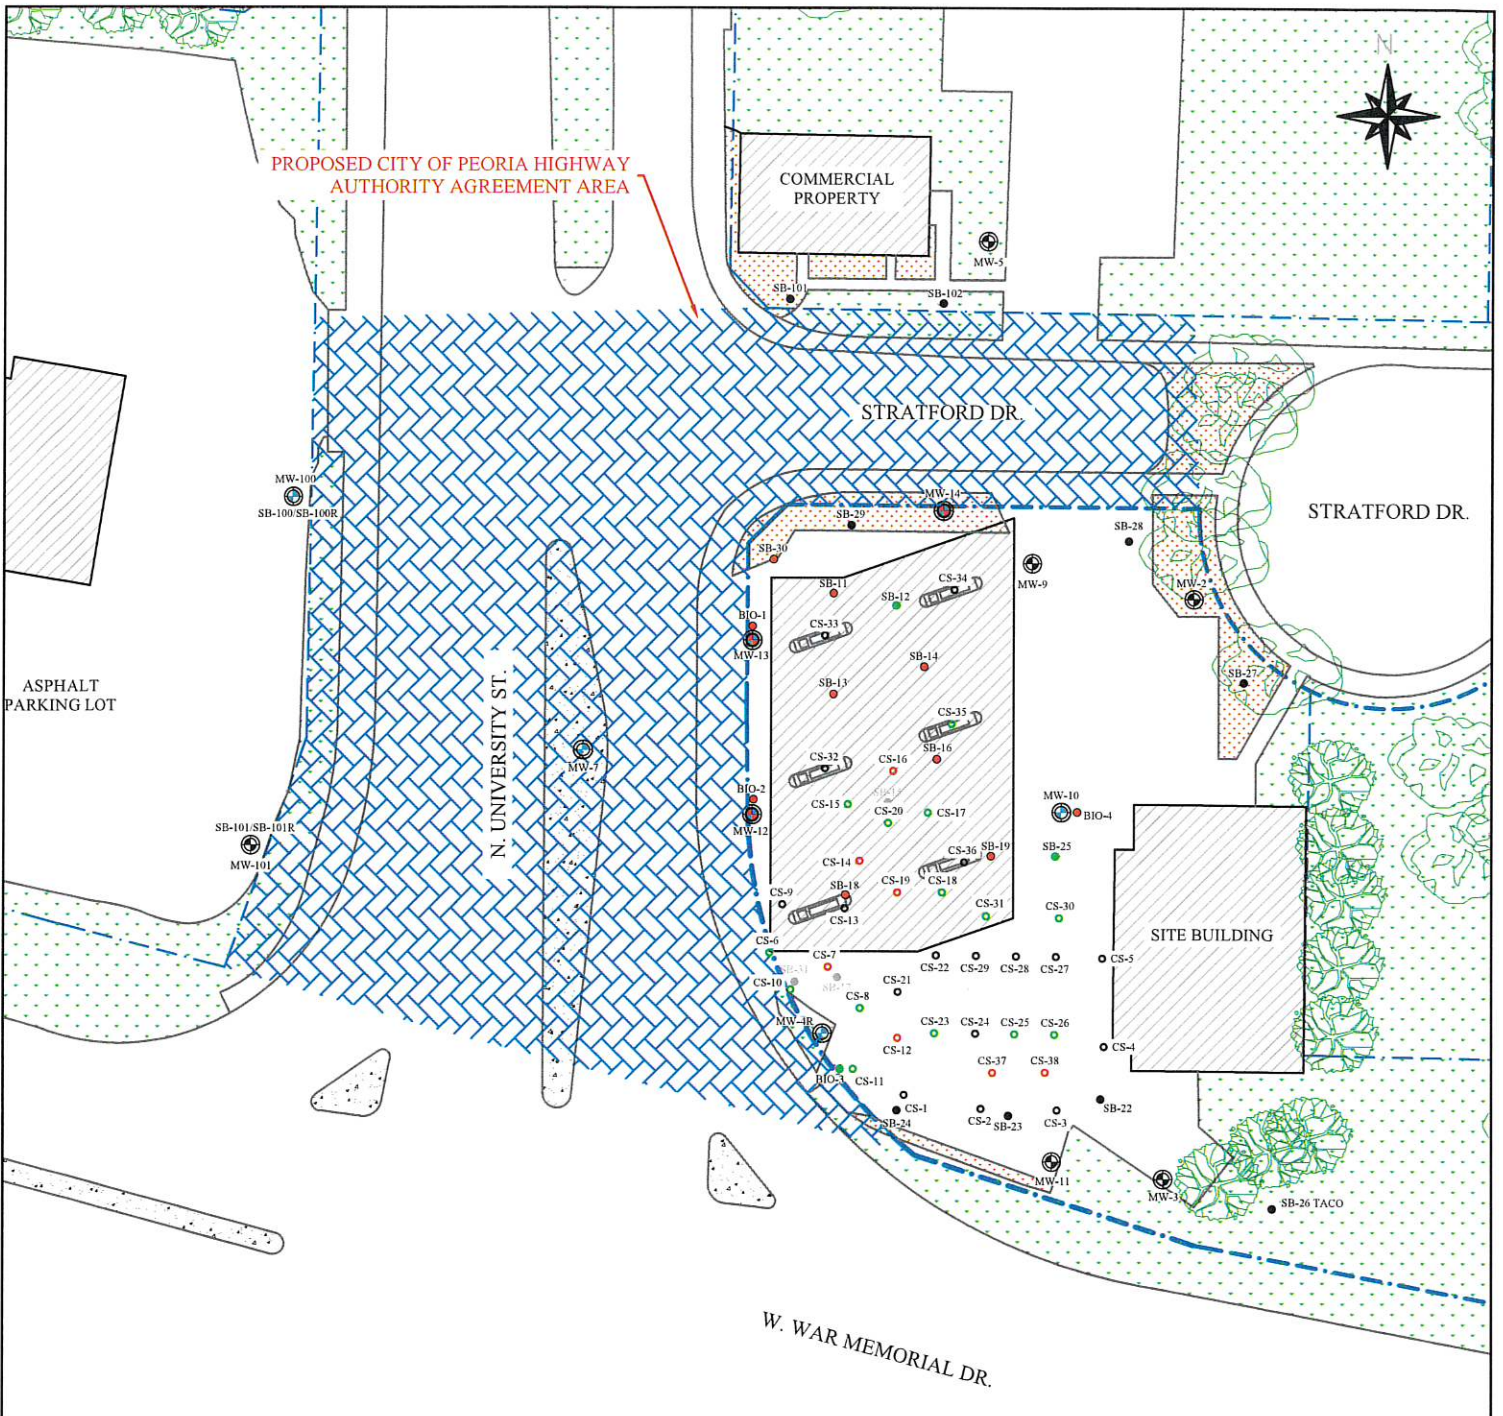 N
PROPOSED CITY OF PEORIA HIGHWAY
AUTHORITY AGREEMENT AREA
COMMERCIAL
PROPERTY
MW-5
SB-101
SB-102
STRATFORD DR.
MW-100
SB-100/SB-100R
MW-14
SB-29
SB-28
STRATFORD DR.
SB-30
MW-9
SB-11
CS-34
SB-12
MW-2
BIO-1
CS-33
MW-13
SB-14
SB-27
SB-13
ASPHALT
PARKING LOT
N. UNIVERSITY ST.
CS-35
MW-7
CS-32
CS-16
SB-16
BIO-2
SB-15
CS-15
CS-20
CS-17
MW-10
BIO-4
SB-101/SB-101R
MW-101
MW-12
CS-14
CS-36
SB-19
SB-25
CS-9
SB-18
CS-19
CS-18
CS-13
CS-31
CS-30
SITE BUILDING
CS-6
CS-7
CS-22
CS-29
CS-28
CS-27
CS-5
SB-31
CS-10
CS-21
CS-8
MW-4R
CS-23
CS-24
CS-25
CS-26
CS-12
CS-4
BIO-3
CS-11
CS-37
CS-38
CS-1
SB-24
CS-2
SB-23
CS-3
SB-22
MW-11
MW-3
SB-26 TACO
W. WAR MEMORIAL DR.